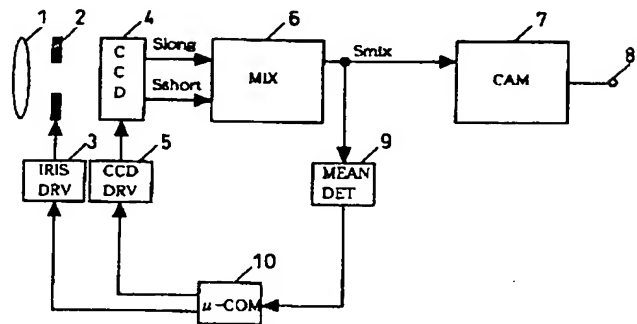 1 2 4 6 7 8
C
C
D
Slong
Sshort
MIX
Smix
CAM
3 5 9
IRIS
DRV
CCD
DRV
MEAN
DET
10
μ-COM